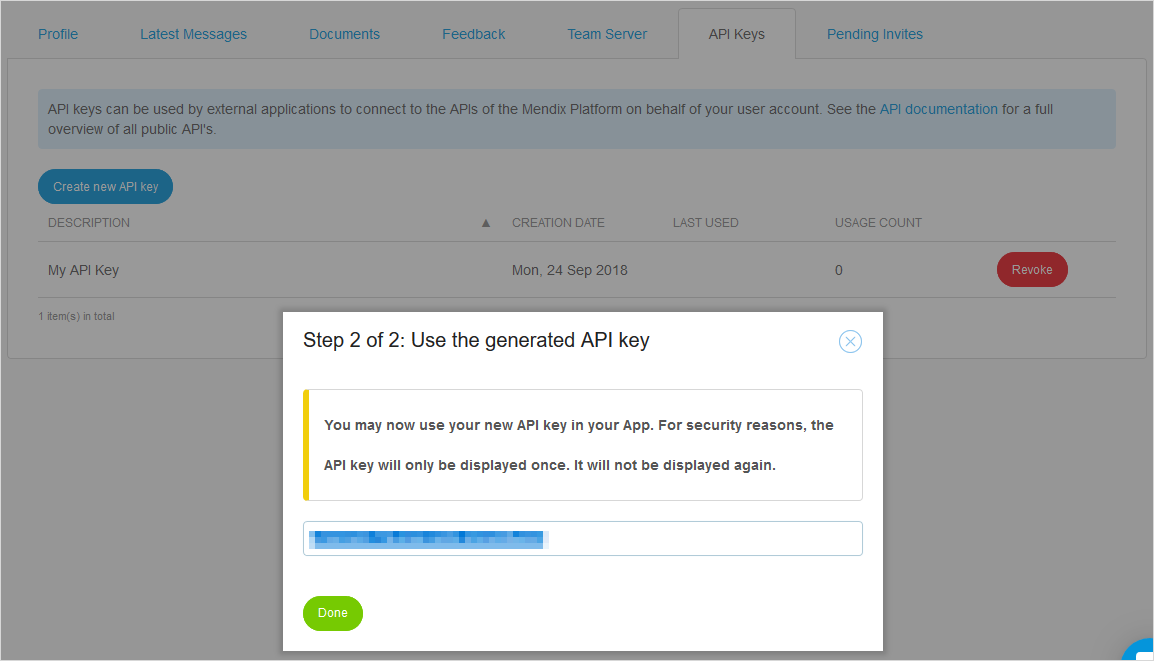 Profile Latest Messages Documents Feedback Team Server API Keys Pending Invites
API keys can be used by external applications to connect to the APIs of the Mendix Platform on behalf of your user account. See the API documentation for a full
overview of all public API's.
Create new API key
DESCRIPTION ▲ CREATION DATE LAST USED USAGE COUNT
My API Key Mon, 24 Sep 2018 0 Revoke
1 item(s) in total
Step 2 of 2: Use the generated API key
You may now use your new API key in your App. For security reasons, the
API key will only be displayed once. It will not be displayed again.
Done